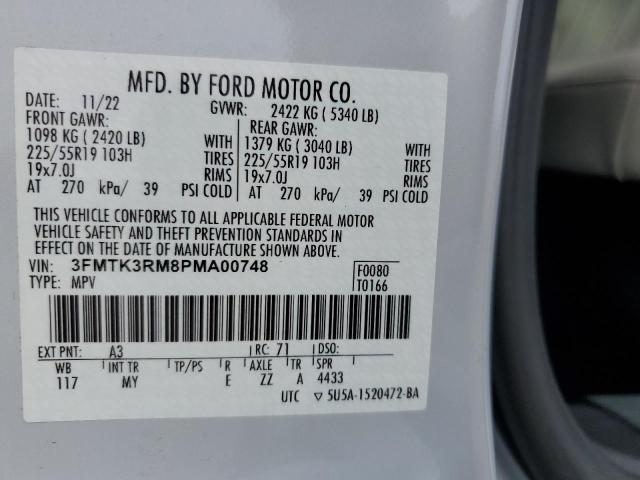 MFD. BY FORD MOTOR CO.
DATE: 11/22 GVWR: 2422 KG ( 5340 LB)
FRONT GAWR: REAR GAWR:
1098 KG ( 2420 LB) WITH 1379 KG ( 3040 LB) WITH
225/55R19 103H TIRES 225/55R19 103H TIRES
19x7.0J RIMS 19x7.0J RIMS
AT 270 kPa/ 39 PSI COLD AT 270 kPa/ 39 PSI COLD
THIS VEHICLE CONFORMS TO ALL APPLICABLE FEDERAL MOTOR
VEHICLE SAFETY AND THEFT PREVENTION STANDARDS IN
EFFECT ON THE DATE OF MANUFACTURE SHOWN ABOVE.
VIN: 3FMTK3RM8PMA00748 F0080
TYPE: MPV T0166
EXT PNT: A3 RC: 71 DSO:
WB INT TR TP/PS R AXLE TR SPR
117 MY E ZZ A 4433
UTC ▽ 5U5A-1520472-BA